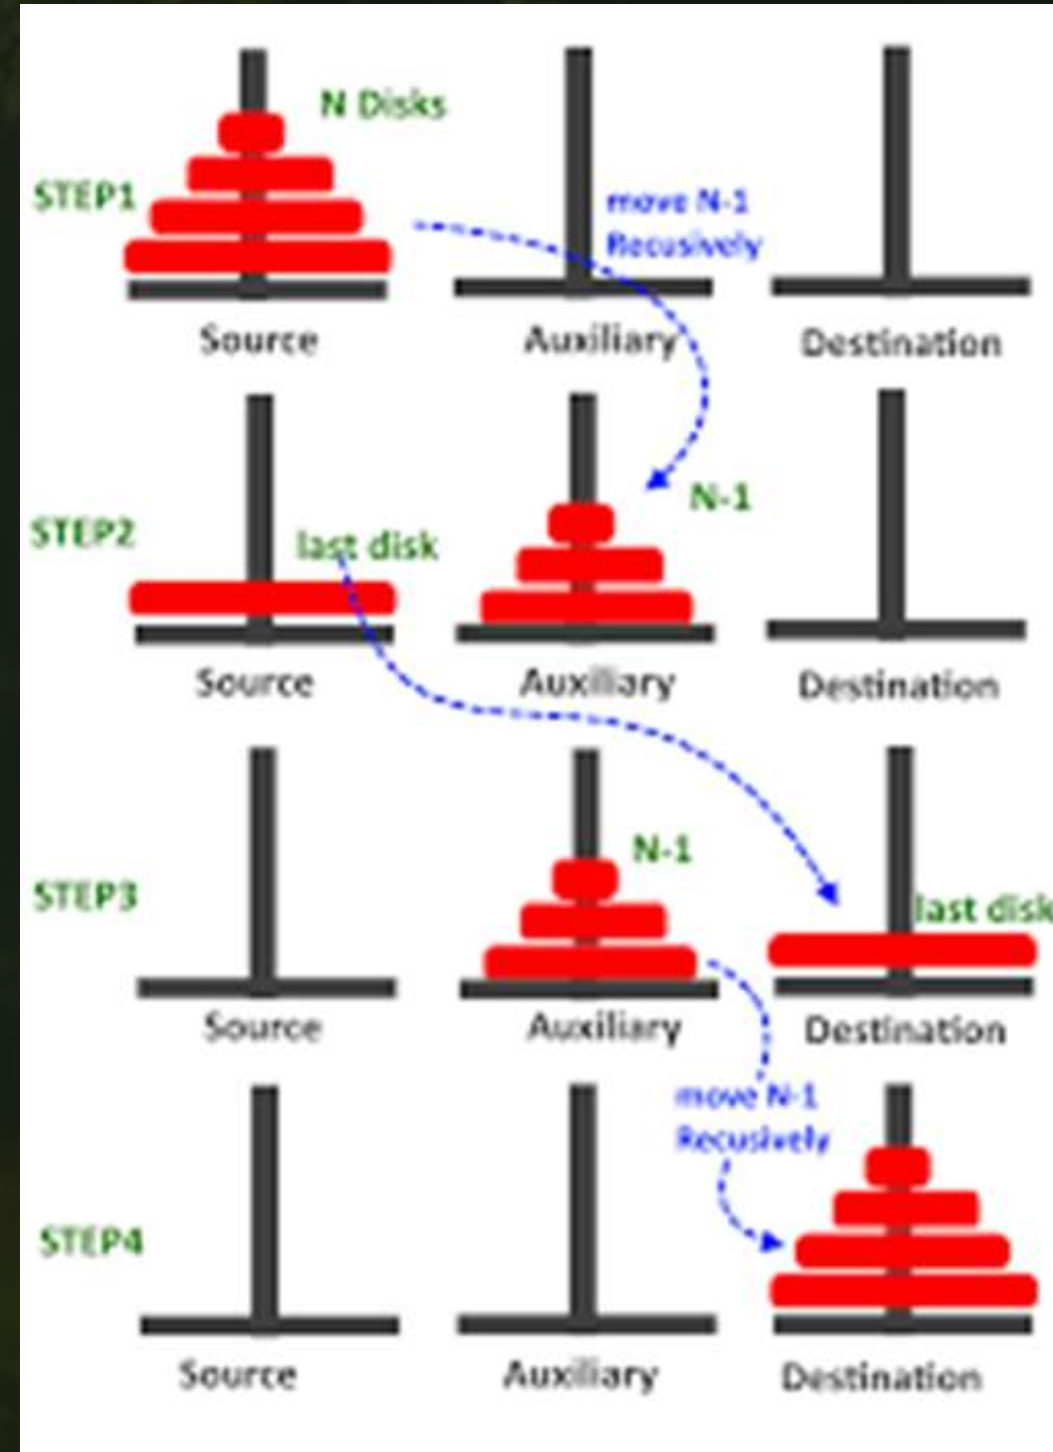 N Disks
STEP1
move N-1
Recusively
Source
Auxiliary
Destination
N-1
STEP2
last disk
Source
Auxiliary
Destination
N-1
STEP3
last disk
Source
Auxiliary
Destination
move N-1
Recusively
STEP4
Source
Auxiliary
Destination